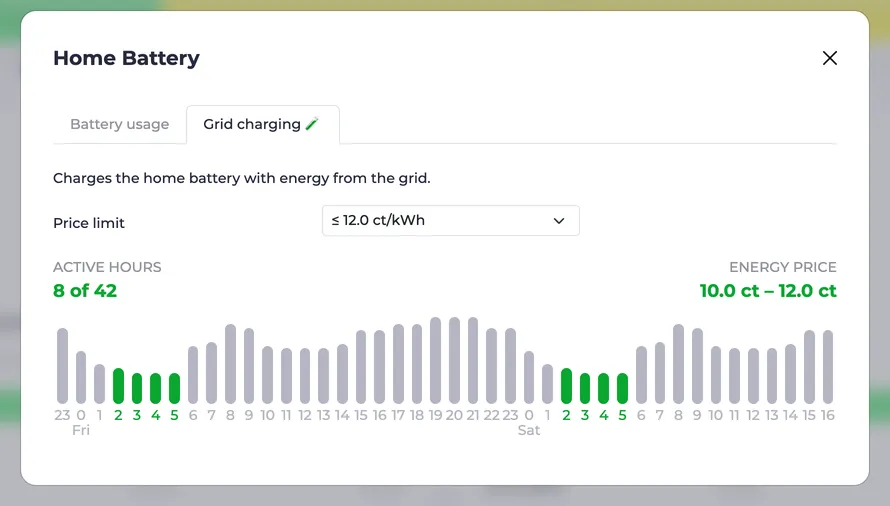 Home Battery
Battery usage
Grid charging
Charges the home battery with energy from the grid.
Price limit
≤ 12.0 ct/kWh
ACTIVE HOURS
ENERGY PRICE
8 of 42
10.0 ct – 12.0 ct
23 0 1 2 3 4 5 6 7 8 9 10 11 12 13 14 15 16 17 18 19 20 21 22 23 0 1 2 3 4 5 6 7 8 9 10 11 12 13 14 15 16
Fri
Sat